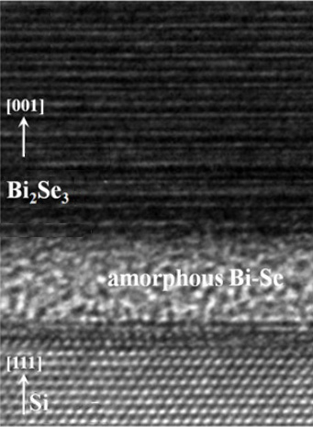 [001]
Bi₂Se₃
amorphous Bi-Se
[111]
Si